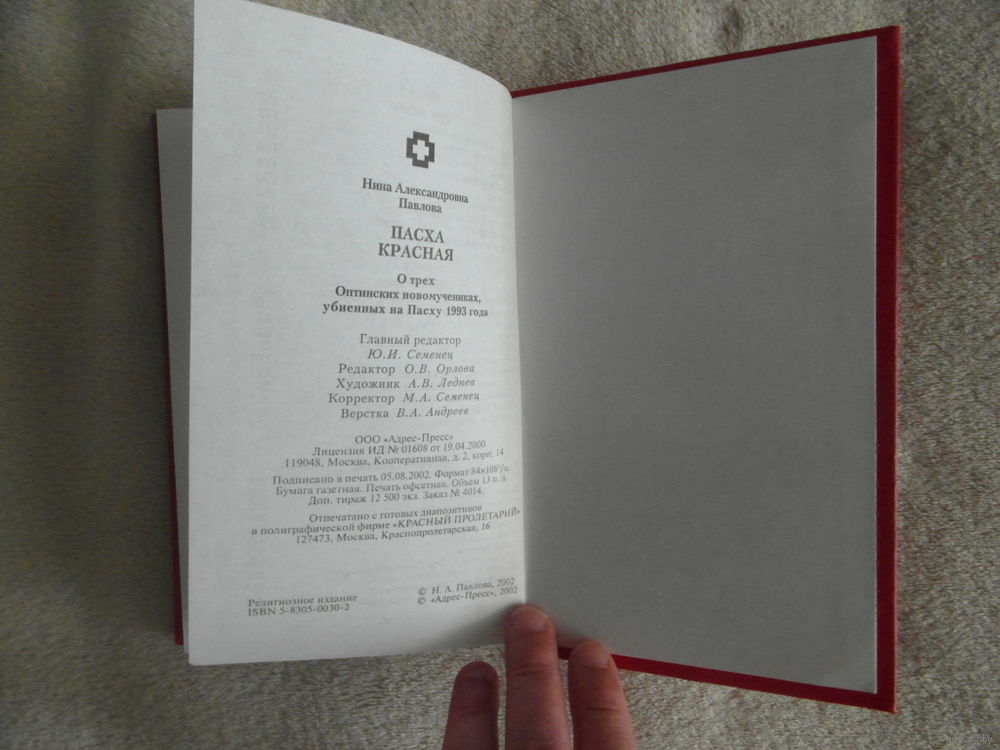 Нина Александровна
Павлова
ПАСХА
КРАСНАЯ
О трех
Оптинских новомучениках,
убиенных на Пасху 1993 года
Главный редактор
Ю.И. Семенец
Редактор О.В. Орлова
Художник А.В. Леднев
Корректор М.А. Семенец
Верстка В.А. Андреев
ООО «Адрес-Пресс»
Лицензия ИД № 01608 от 19.04.2000
119048, Москва, Кооперативная, д. 2, корп. 14
Подписано в печать 05.08.2002. Формат 84×108
Бумага газетная. Печать офсетная. Объем 13 п. л.
Доп. тираж 12 500 экз. Заказ № 4014.
Отпечатано с готовых диапозитивов
в полиграфической фирме «КРАСНЫЙ ПРОЛЕТАРИЙ»
127473, Москва, Краснопролетарская, 16
Религиозное издание
ISBN 5-8305-0030-2
© Н. А. Павлова, 2002
© «Адрес-Пресс», 2002